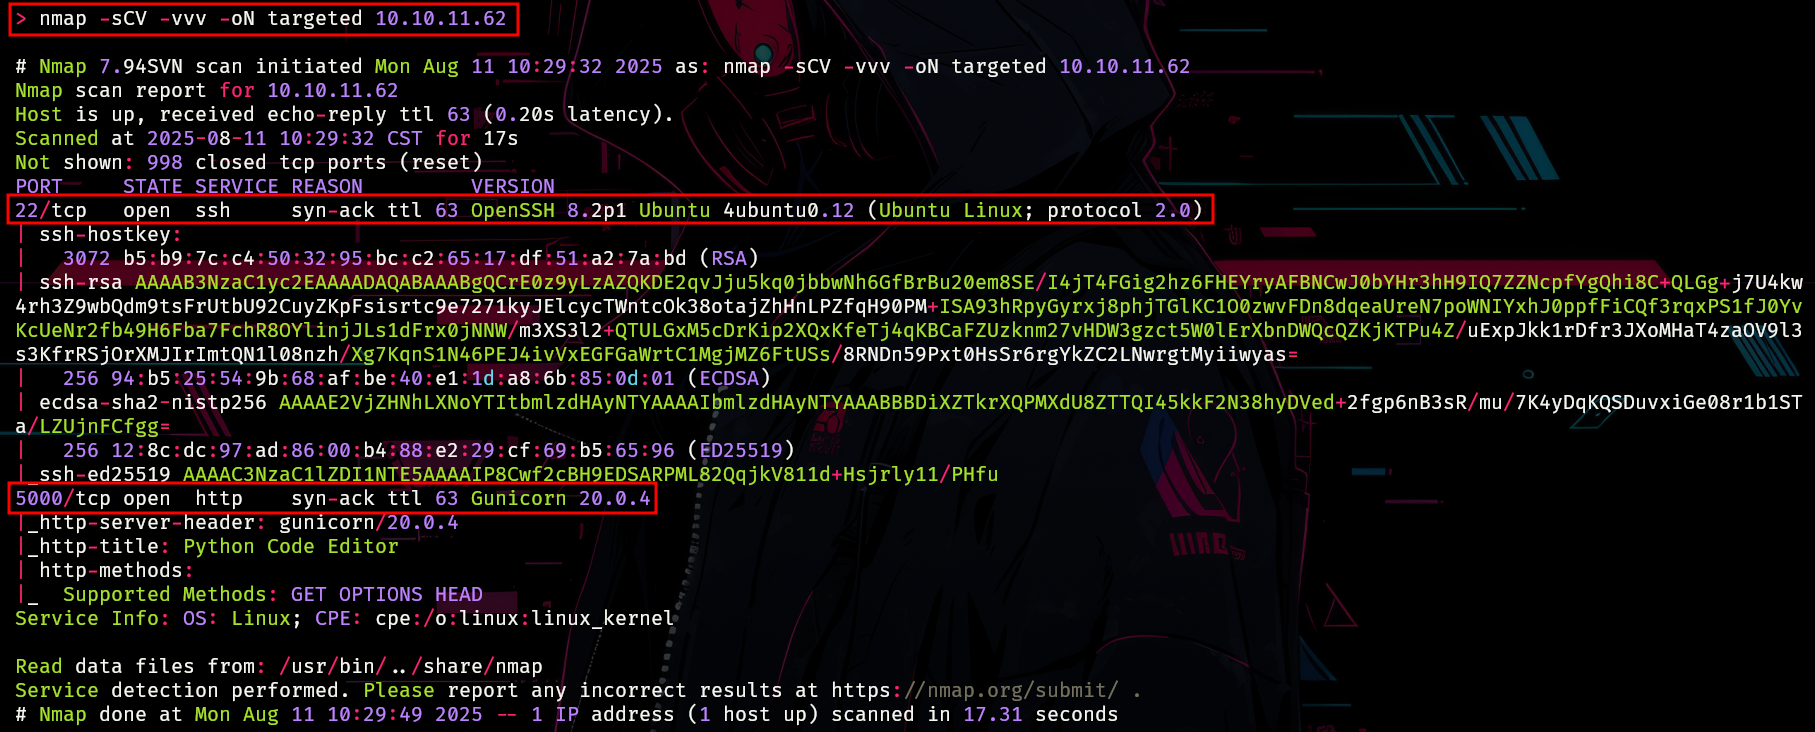 > nmap -sCV -vvv -oN targeted 10.10.11.62
# Nmap 7.94SVN scan initiated Mon Aug 11 10:29:32 2025 as: nmap -sCV -vvv -oN targeted 10.10.11.62
Nmap scan report for 10.10.11.62
Host is up, received echo-reply ttl 63 (0.20s latency).
Scanned at 2025-08-11 10:29:32 CST for 17s
Not shown: 998 closed tcp ports (reset)
PORT     STATE SERVICE REASON         VERSION
22/tcp   open  ssh     syn-ack ttl 63 OpenSSH 8.2p1 Ubuntu 4ubuntu0.12 (Ubuntu Linux; protocol 2.0)
| ssh-hostkey:
|   3072 b5:b9:7c:c4:50:32:95:bc:c2:65:17:df:51:a2:7a:bd (RSA)
| ssh-rsa AAAAB3NzaC1yc2EAAAADAQABAAABgQCrE0z9yLzAZQKDE2qvJju5kq0jbbwNh6GfBrBu20em8SE/I4jT4FGig2hz6FHEYryAFBNCwJ0bYHr3hH9IQ7ZZNcpfYgQhi8C+QLGg+j7U4kw
4rh3Z9wbQdm9tsFrUtbU92CuyZKpFsisrtc9e7271kyJElcycTWntcOk38otajZhHnLPZfqH90PM+ISA93hRpyGyrxj8phjTGlKC1O0zwvFDn8dqeaUreN7poWNIYxhJ0ppfFiCQf3rqxPS1fJ0Yv
KcUeNr2fb49H6Fba7FchR8OYlinjJLs1dFrx0jNNW/m3XS3l2+QTULGxM5cDrKip2XQxKfeTj4qKBCaFZUzknm27vHDW3gzct5W0lErXbnDWQcQZKjKTPu4Z/uExpJkk1rDfr3JXoMHaT4zaOV9l3
s3KfrRSjOrXMJIrImtQN1l08nzh/Xg7KqnS1N46PEJ4ivVxEGFGaWrtC1MgjMZ6FtUSs/8RNDn59Pxt0HsSr6rgYkZC2LNwrgtMyiiwyas=
|   256 94:b5:25:54:9b:68:af:be:40:e1:1d:a8:6b:85:0d:01 (ECDSA)
| ecdsa-sha2-nistp256 AAAAE2VjZHNhLXNoYTItbmlzdHAyNTYAAAAIbmlzdHAyNTYAAABBBDiXZTkrXQPMXdU8ZTTQI45kkF2N38hyDVed+2fgp6nB3sR/mu/7K4yDqKQSDuvxiGe08r1b1ST
a/LZUjnFCfgg=
|   256 12:8c:dc:97:ad:86:00:b4:88:e2:29:cf:69:b5:65:96 (ED25519)
|_ssh-ed25519 AAAAC3NzaC1lZDI1NTE5AAAAIP8Cwf2cBH9EDSARPML82QqjkV811d+Hsjrly11/PHfu
5000/tcp open  http    syn-ack ttl 63 Gunicorn 20.0.4
|_http-server-header: gunicorn/20.0.4
|_http-title: Python Code Editor
| http-methods:
|_  Supported Methods: GET OPTIONS HEAD
Service Info: OS: Linux; CPE: cpe:/o:linux:linux_kernel
Read data files from: /usr/bin/../share/nmap
Service detection performed. Please report any incorrect results at https://nmap.org/submit/ .
# Nmap done at Mon Aug 11 10:29:49 2025 -- 1 IP address (1 host up) scanned in 17.31 seconds